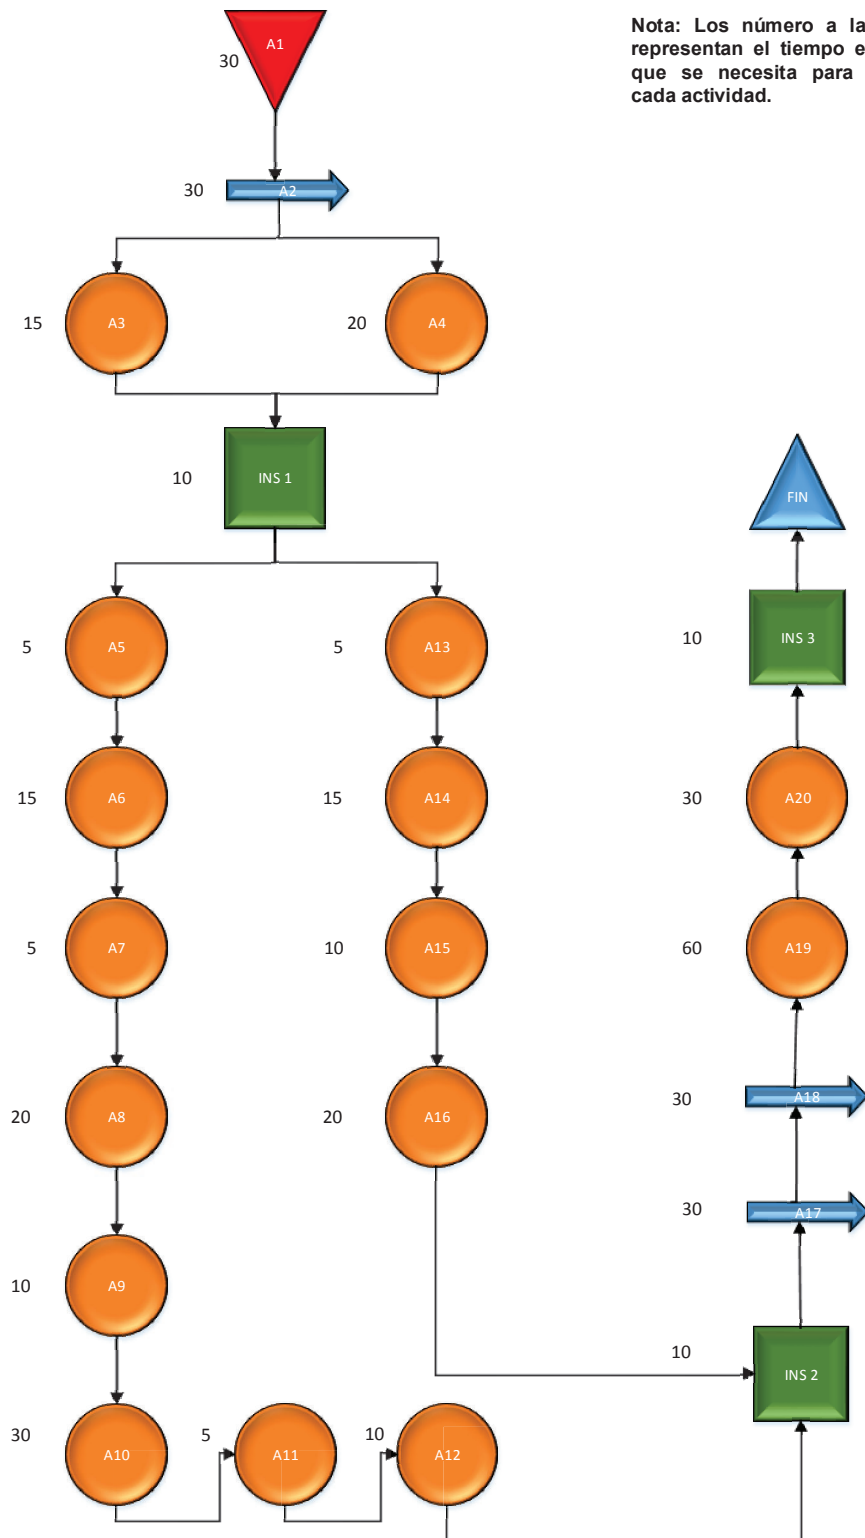 Nota: Los número a la
representan el tiempo e
que se necesita para
cada actividad.
A1
30
30
A2
15
A3
20
A4
10
INS 1
FIN
5
A5
5
A13
10
INS 3
15
A6
15
A14
30
A20
5
A7
10
A15
60
A19
20
A8
20
A16
30
A18
30
A17
10
A9
10
INS 2
30
A10
5
A11
10
A12